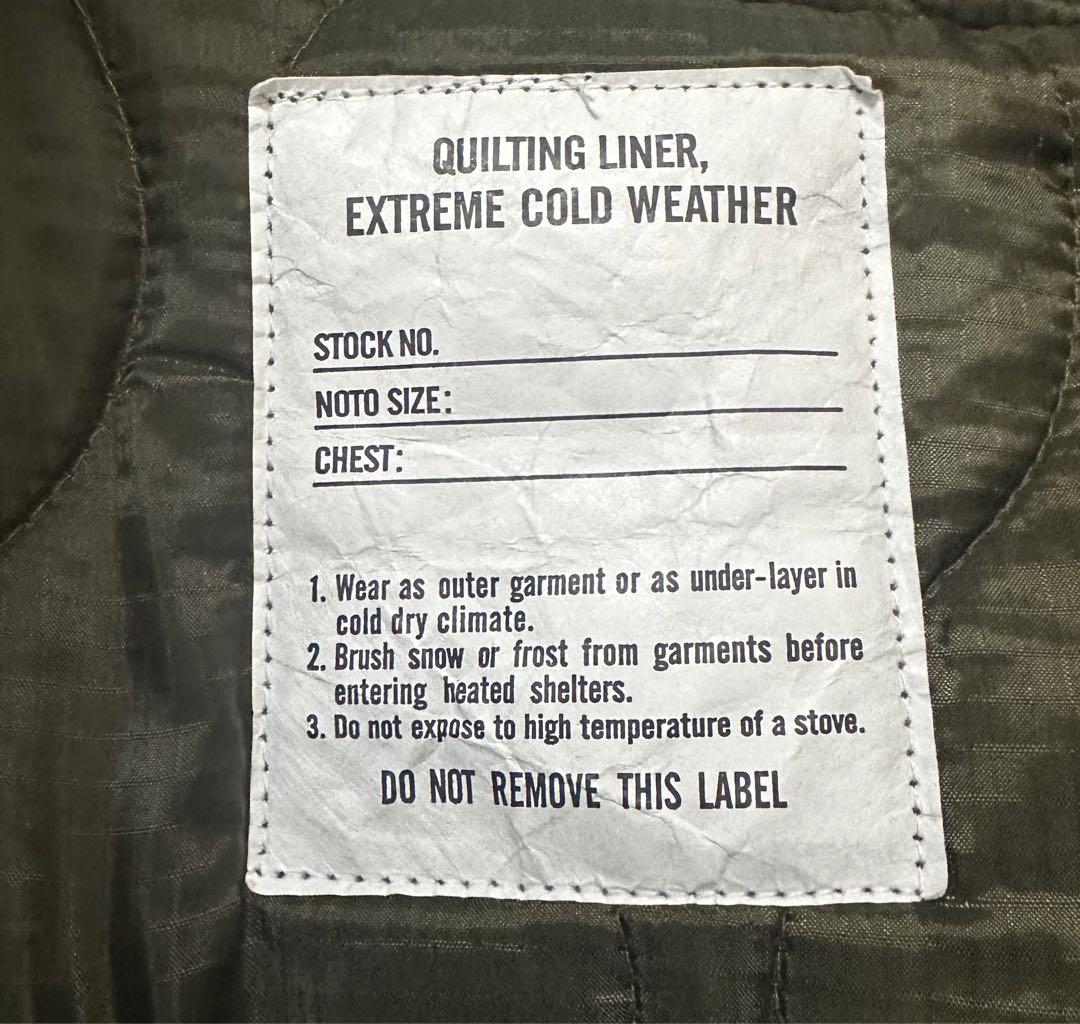 QUILTING LINER,
EXTREME COLD WEATHER
STOCK NO.
NOTO SIZE:
CHEST:
1. Wear as outer garment or as under-layer in
cold dry climate.
2. Brush snow or frost from garments before
entering heated shelters.
3. Do not expose to high temperature of a stove.
DO NOT REMOVE THIS LABEL